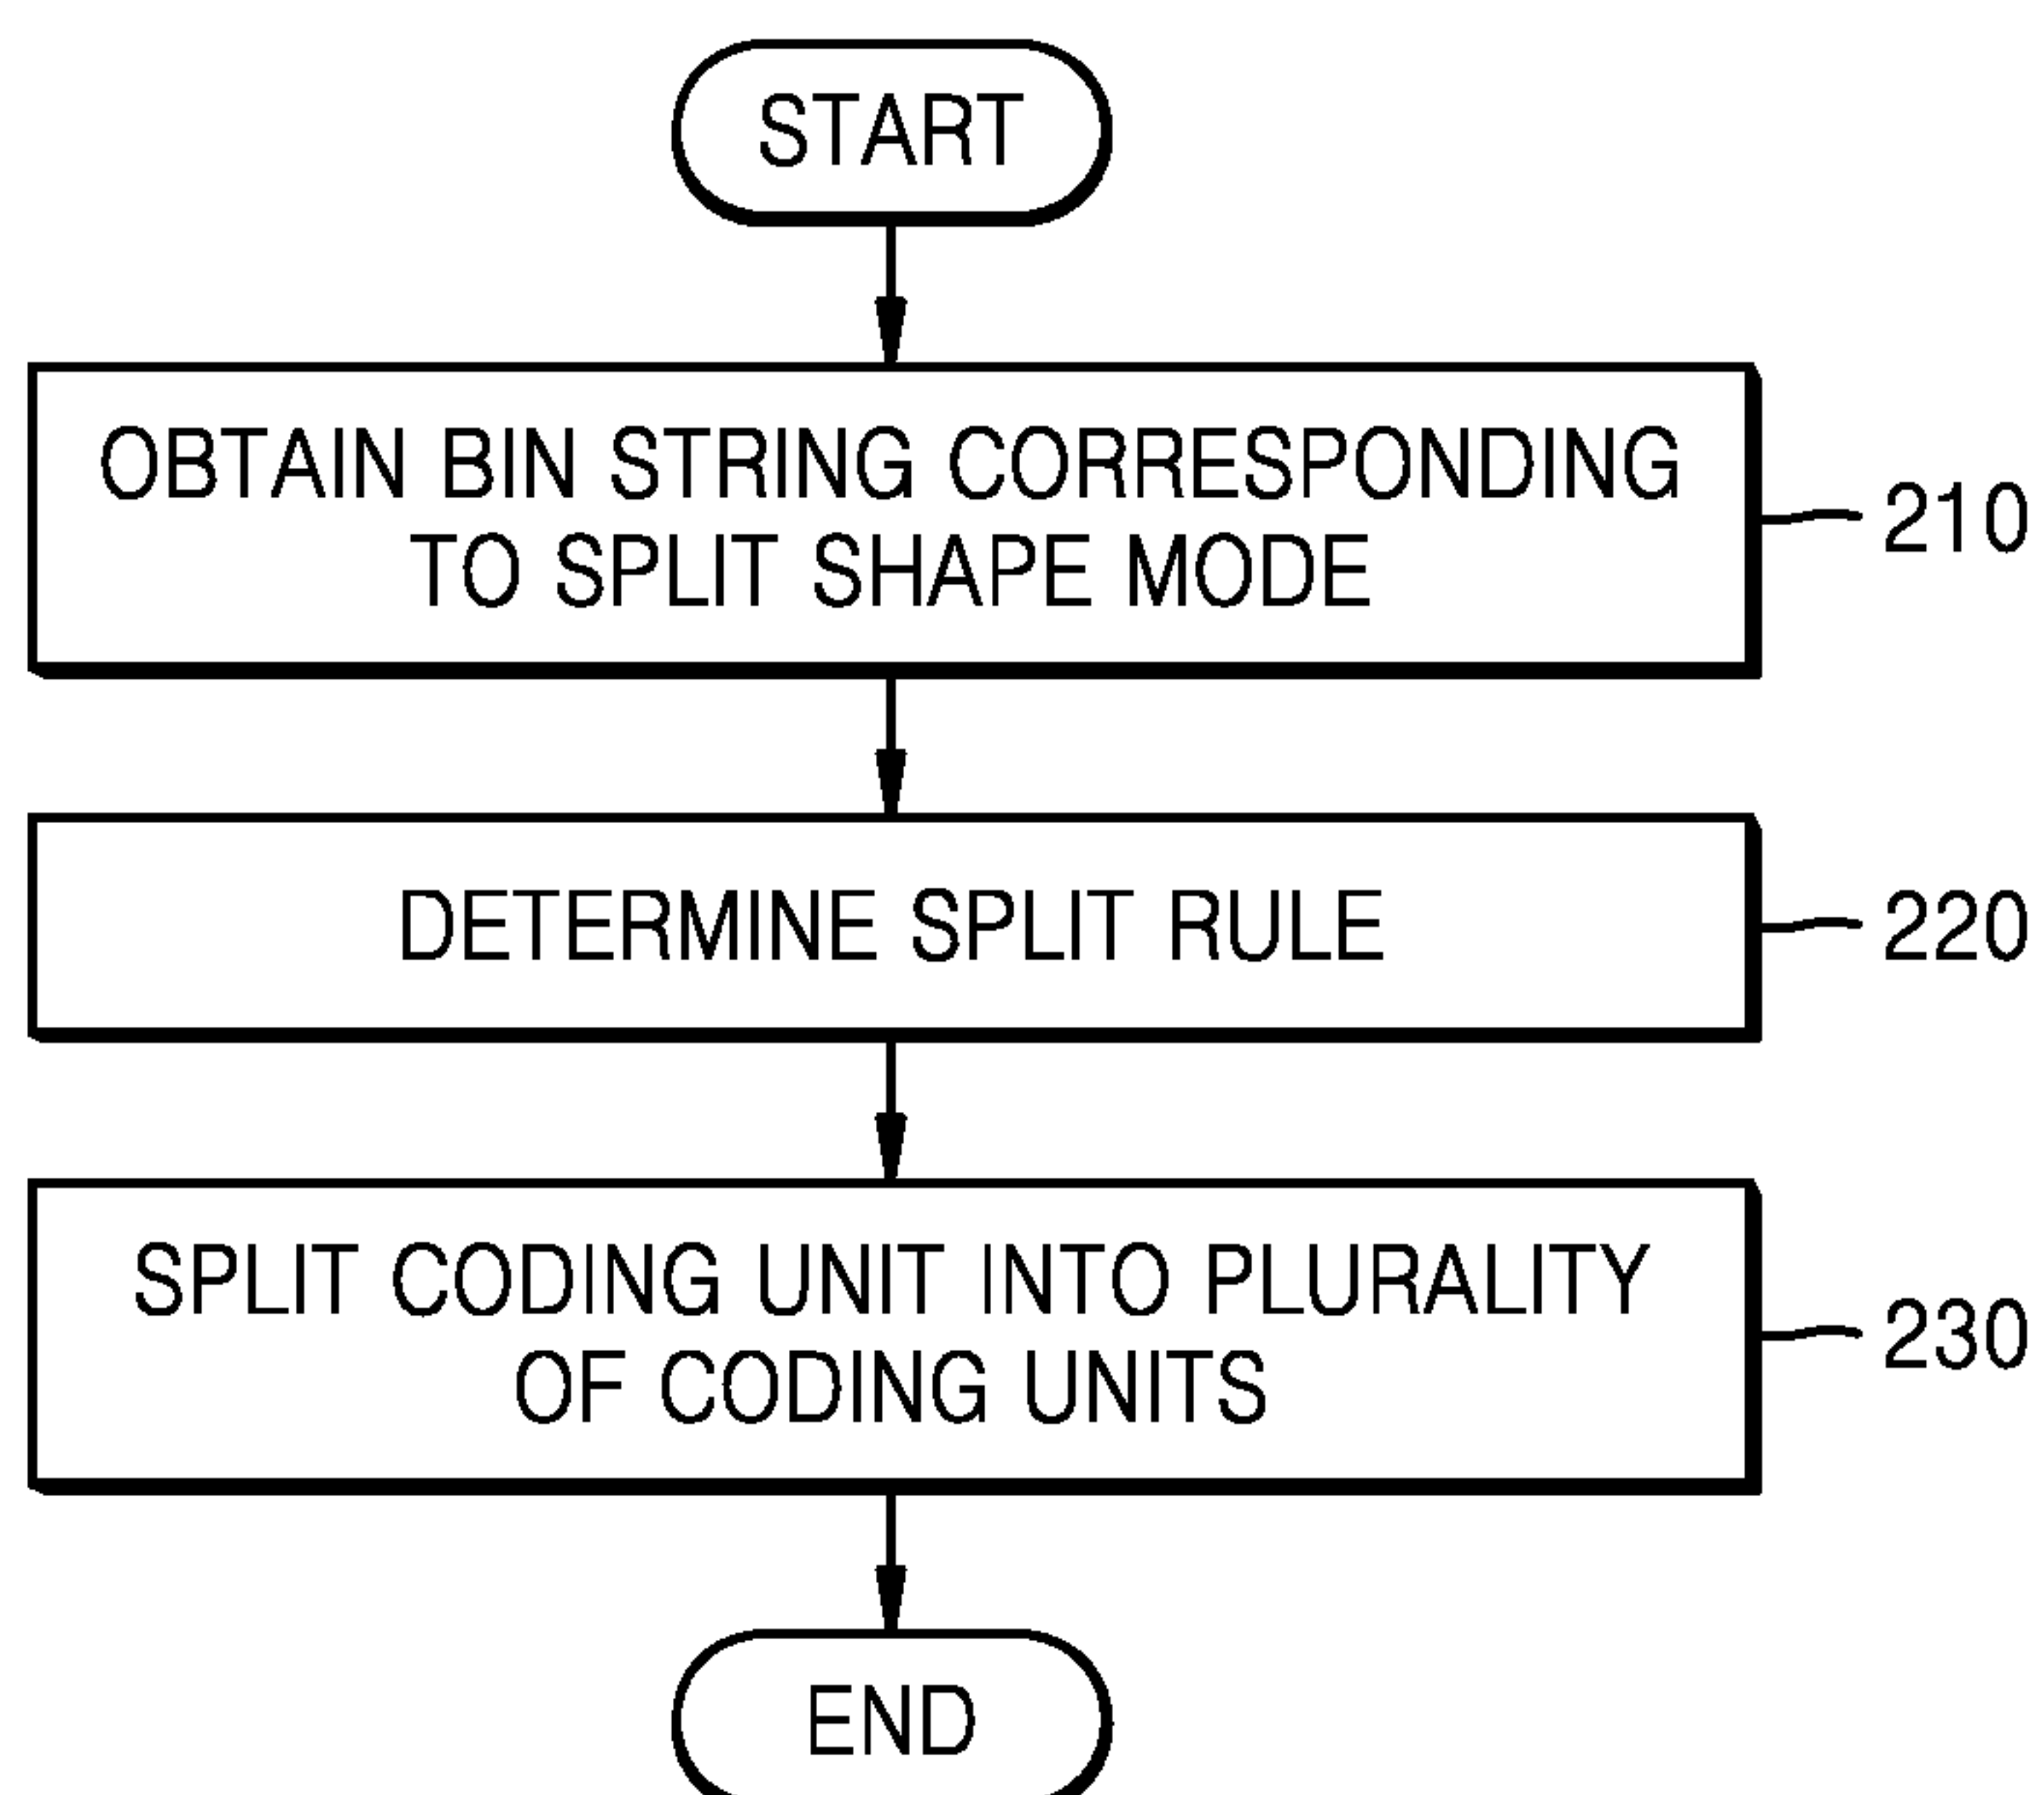 START
OBTAIN BIN STRING CORRESPONDING
TO SPLIT SHAPE MODE
210
DETERMINE SPLIT RULE
220
SPLIT CODING UNIT INTO PLURALITY
OF CODING UNITS
230
END